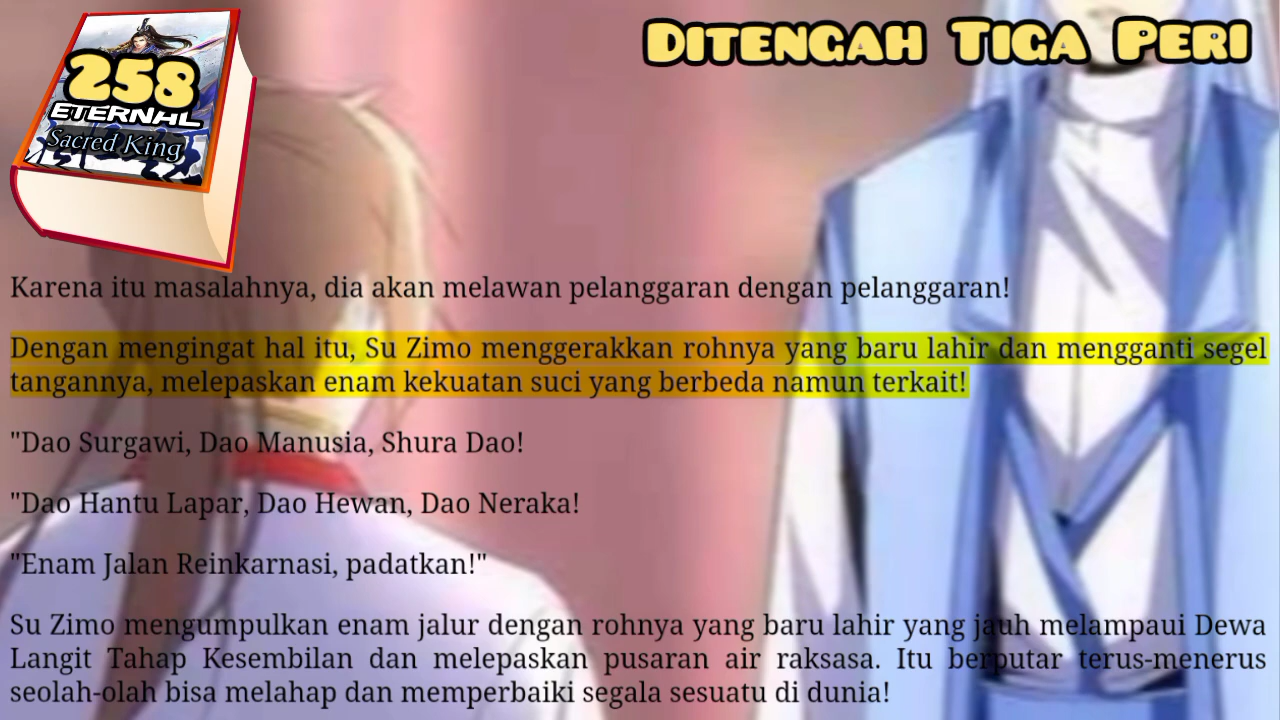 258
ETERNAL
Sacred King
DITENGAH TIGA PERI
Karena itu masalahnya, dia akan melawan pelanggaran dengan pelanggaran!
Dengan mengingat hal itu, Su Zimo menggerakkan rohnya yang baru lahir dan mengganti segel
tangannya, melepaskan enam kekuatan suci yang berbeda namun terkait!
"Dao Surgawi, Dao Manusia, Shura Dao!
"Dao Hantu Lapar, Dao Hewan, Dao Neraka!
"Enam Jalan Reinkarnasi, padatkan!"
Su Zimo mengumpulkan enam jalur dengan rohnya yang baru lahir yang jauh melampaui Dewa
Langit Tahap Kesembilan dan melepaskan pusaran air raksasa. Itu berputar terus-menerus
seolah-olah bisa melahap dan memperbaiki segala sesuatu di dunia!